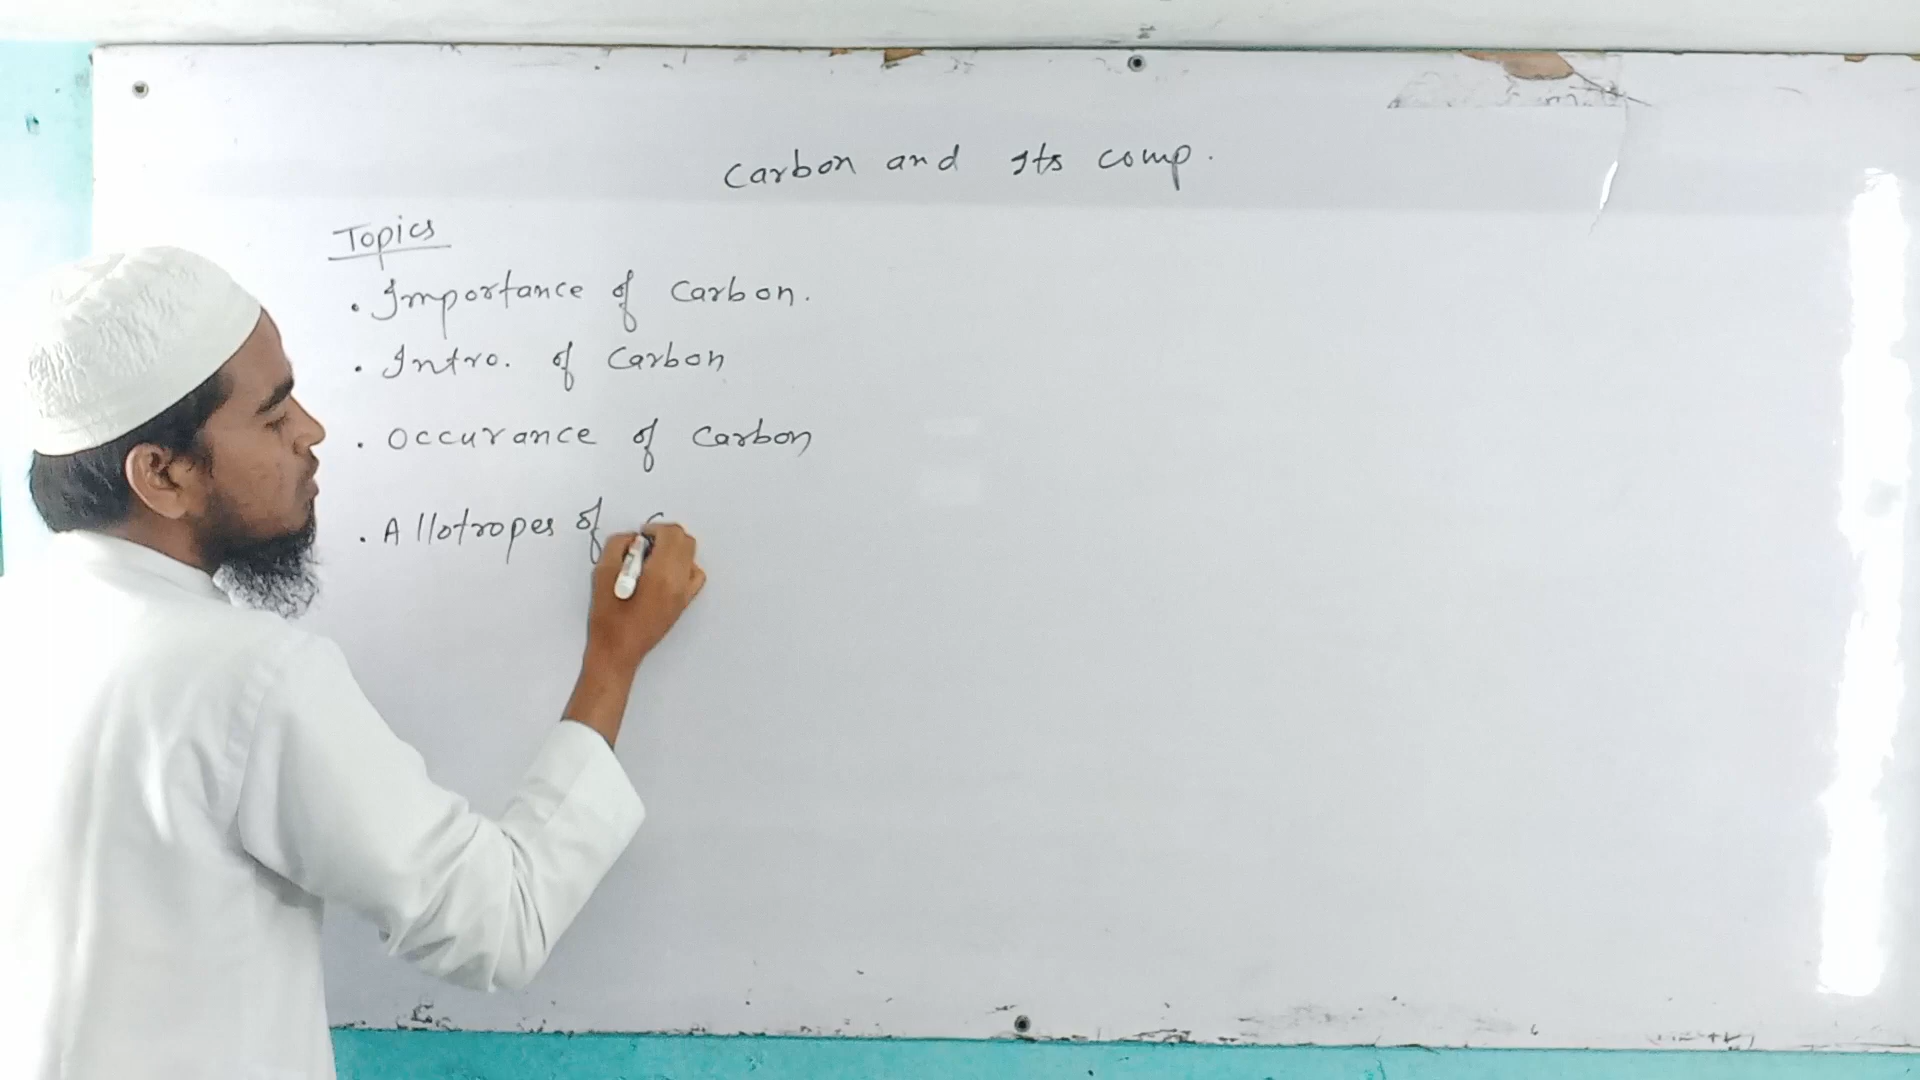 Carbon and Its comp.
Topics
. Importance of Carbon.
. Intro. of Carbon
. Occurance of Carbon
. Allotropes of C